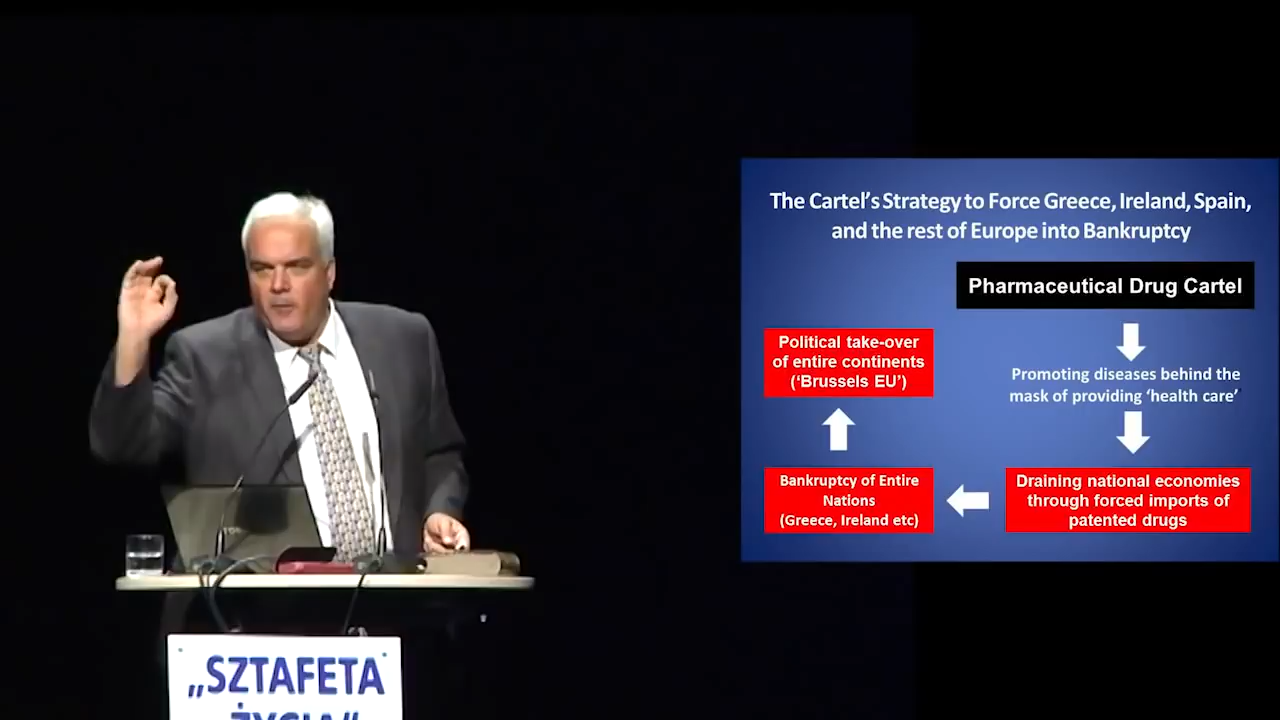 The Cartel's Strategy to Force Greece, Ireland, Spain,
and the rest of Europe into Bankruptcy
Pharmaceutical Drug Cartel
Promoting diseases behind the
mask of providing ‘health care’
Draining national economies
through forced imports of
patented drugs
Bankruptcy of Entire
Nations
(Greece, Ireland etc)
Political take-over
of entire continents
(‘Brussels EU’)
„SZTAFETA
ŻYCIA”